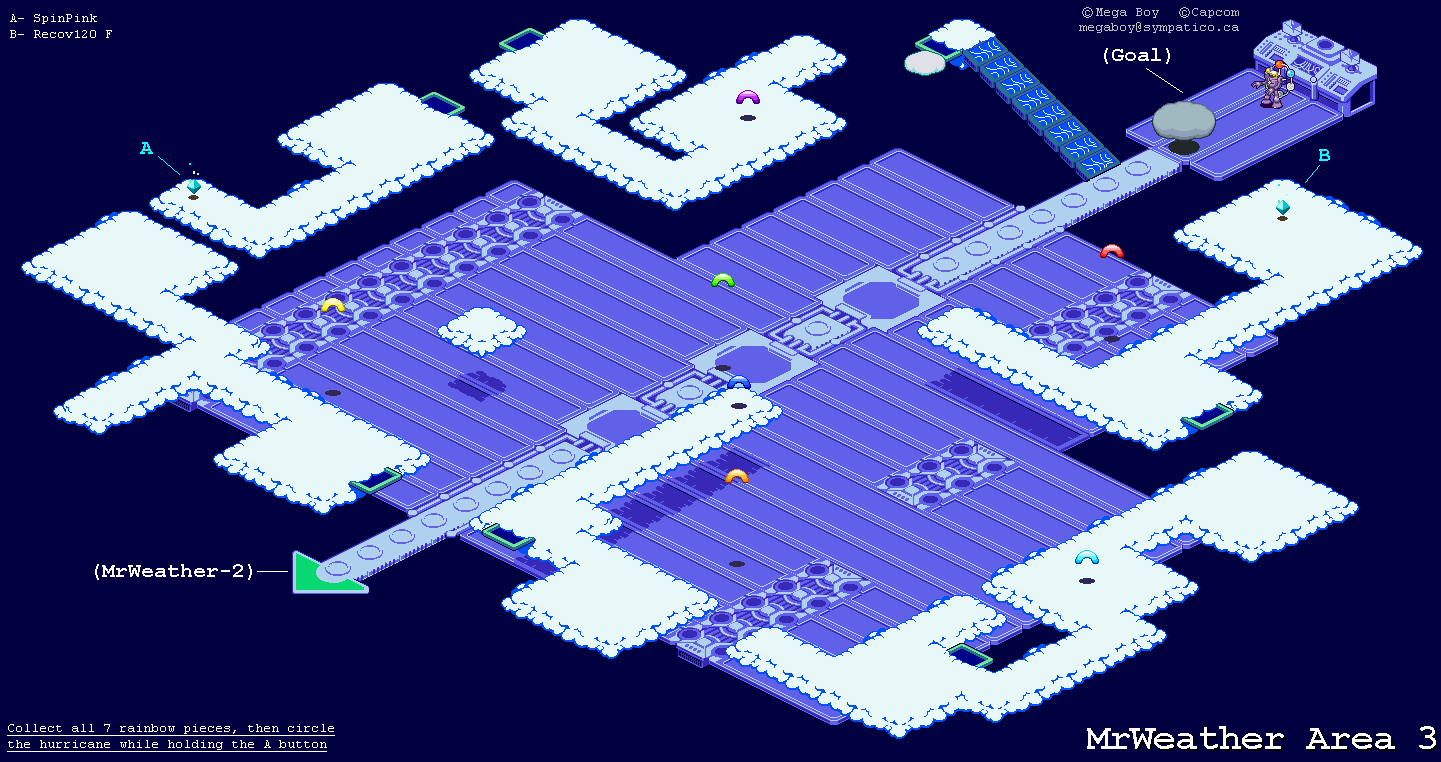 A- SpinPink
B- Recov120 F
©Mega Boy ©Capcom
megaboy@sympatico.ca
(Goal)
A
B
(MrWeather-2)
Collect all 7 rainbow pieces, then circle
the hurricane while holding the A button
MrWeather Area 3